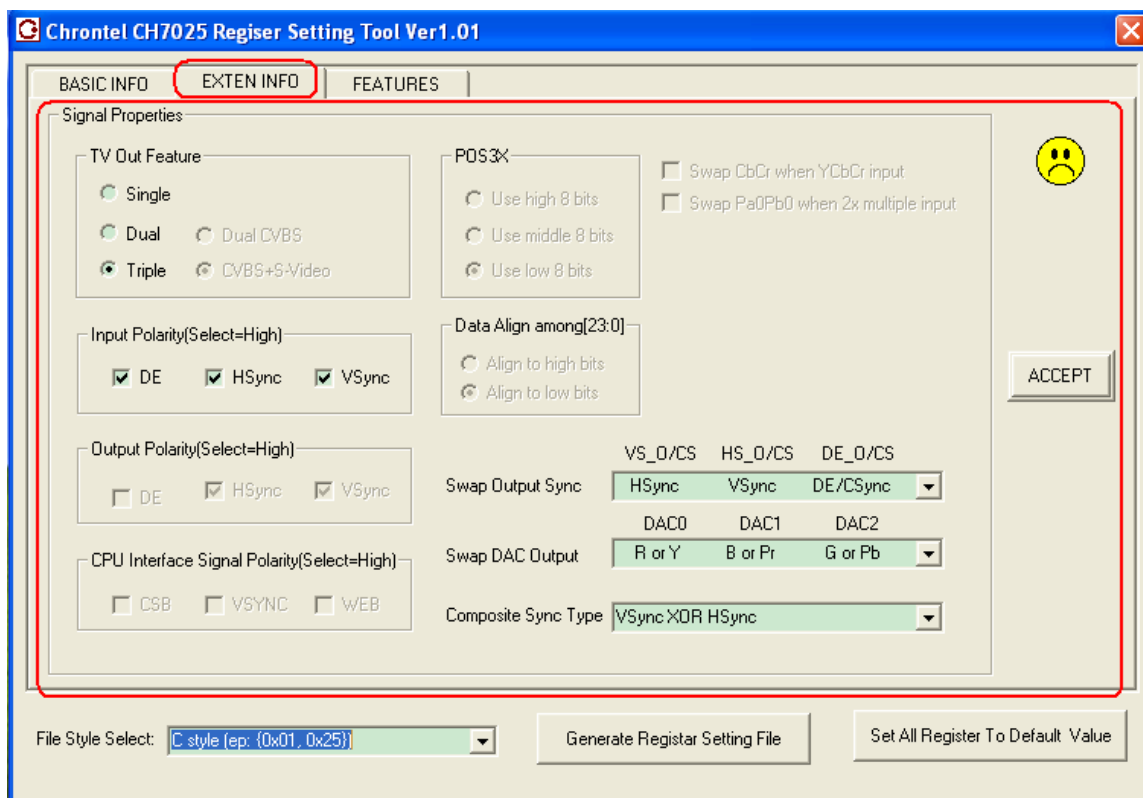 Chrontel CH7025 Regiser Setting Tool Ver1.01
BASIC INFO
EXTEN INFO
FEATURES
Signal Properties
TV Out Feature
Single
Dual
Dual CVBS
Triple
CVBS+S-Video
POS3X
Use high 8 bits
Use middle 8 bits
Use low 8 bits
Swap CbCr when YCbCr input
Swap Pa0Pb0 when 2x multiple input
Input Polarity(Select=High)
DE HSync VSync
Data Align among[23:0]
Align to high bits
Align to low bits
ACCEPT
Output Polarity(Select=High)
DE HSync VSync
CPU Interface Signal Polarity(Select=High)
CSB VSYNC WEB
VS_O/CS HS_O/CS DE_O/CS
Swap Output Sync HSync VSync DE/CSync
DAC0 DAC1 DAC2
Swap DAC Output R or Y B or Pr G or Pb
Composite Sync Type VSync XOR HSync
File Style Select: C style (ep: {0x01, 0x25})
Generate Registar Setting File
Set All Register To Default Value